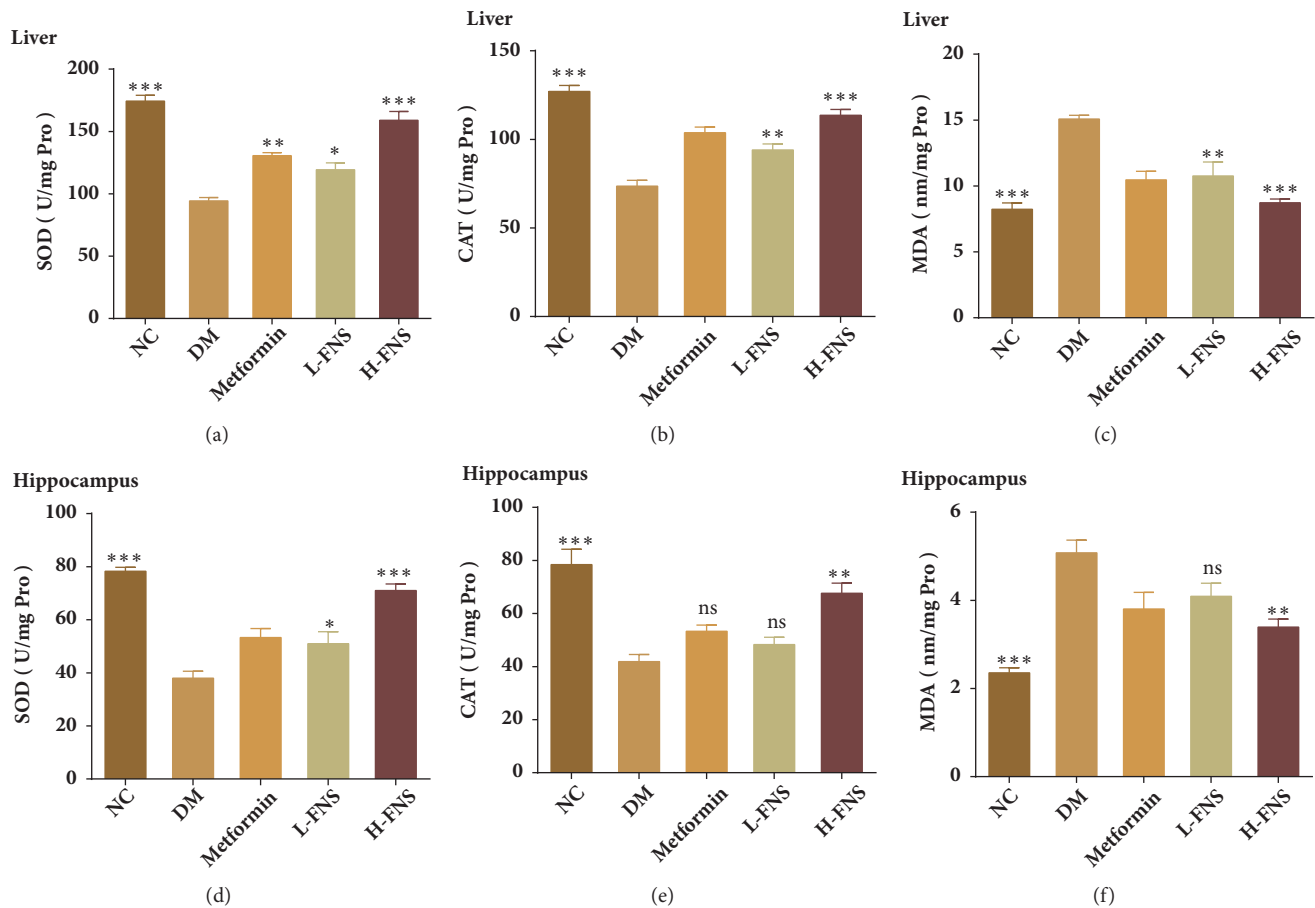 Liver
SOD ( U/mg Pro )
200
150
100
50
0
***
**
*
***
NC
DM
Metformin
L-FNS
H-FNS
(a)
Liver
CAT ( U/mg Pro )
150
100
50
0
***
**
***
NC
DM
Metformin
L-FNS
H-FNS
(b)
Liver
MDA ( nm/mg Pro )
20
15
10
5
0
***
**
***
NC
DM
Metformin
L-FNS
H-FNS
(c)
Hippocampus
SOD ( U/mg Pro )
100
80
60
40
20
0
***
*
***
NC
DM
Metformin
L-FNS
H-FNS
(d)
Hippocampus
CAT ( U/mg Pro )
100
80
60
40
20
0
***
ns
ns
**
NC
DM
Metformin
L-FNS
H-FNS
(e)
Hippocampus
MDA ( nm/mg Pro )
6
4
2
0
***
ns
**
NC
DM
Metformin
L-FNS
H-FNS
(f)